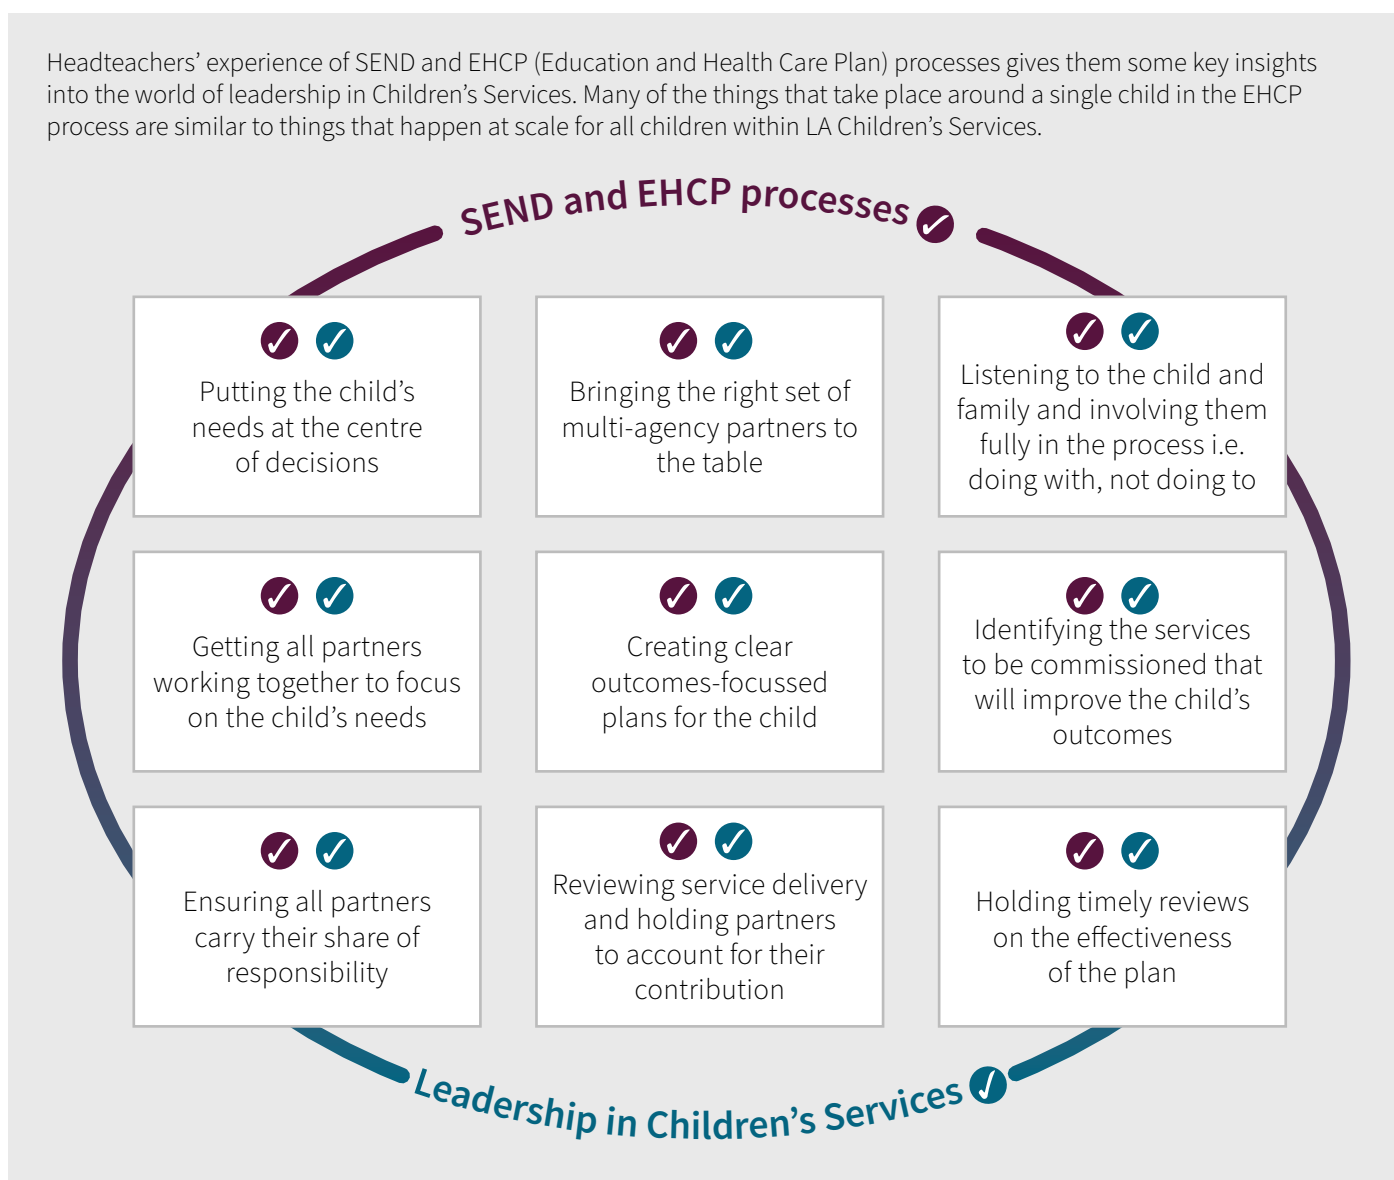 Headteachers’ experience of SEND and EHCP (Education and Health Care Plan) processes gives them some key insights
into the world of leadership in Children’s Services. Many of the things that take place around a single child in the EHCP
process are similar to things that happen at scale for all children within LA Children’s Services.
SEND and EHCP processes
Putting the child’s
needs at the centre
of decisions
Bringing the right set of
multi-agency partners to
the table
Listening to the child and
family and involving them
fully in the process i.e.
doing with, not doing to
Getting all partners
working together to focus
on the child’s needs
Creating clear
outcomes-focussed
plans for the child
Identifying the services
to be commissioned that
will improve the child’s
outcomes
Ensuring all partners
carry their share of
responsibility
Reviewing service delivery
and holding partners
to account for their
contribution
Holding timely reviews
on the effectiveness
of the plan
Leadership in Children’s Services